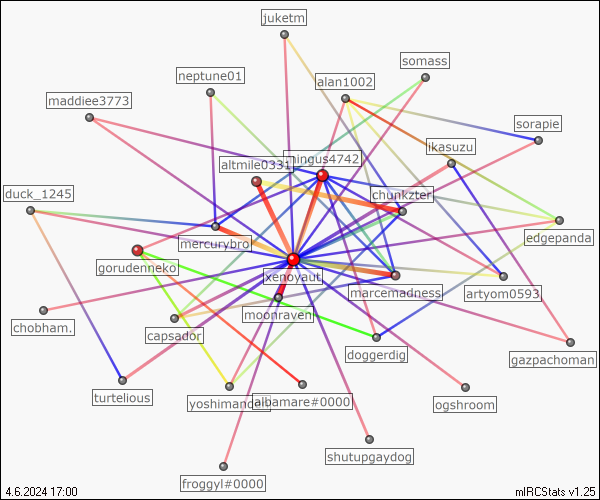 juketm
somass
neptune01
alan1002
maddiee3773
sorapie
ikasuzu
mingus4742
altmile0331
duck_1245
chunkzter
edgepanda
mercurybro
gorudenneko
xenoyaut
marcemadness
artyom0593
moonraven
chobham.
capsador
doggerdig
gazpachoman
turtelious
albamare#0000
ogshroom
shutupgaydog
froggyl#0000
4.6.2024 17:00
mIRCStats v1.25